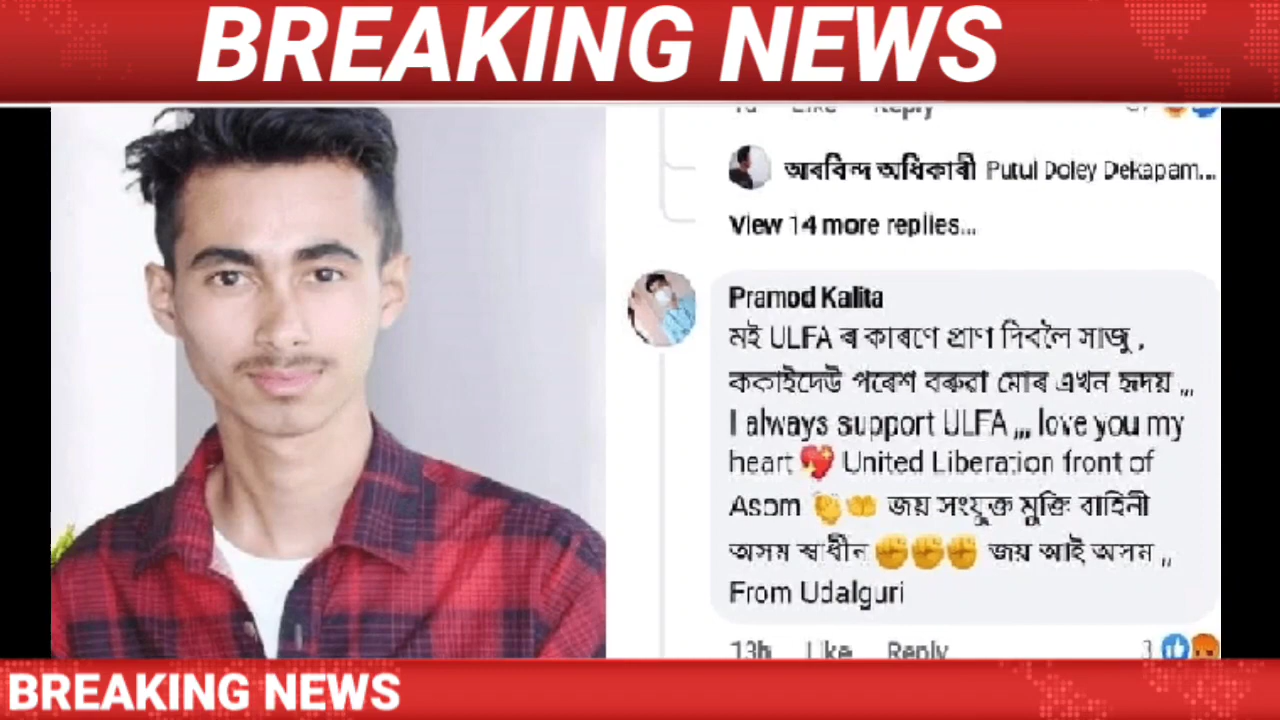 BREAKING NEWS
Like Reply
অৰবিন্দ অধিকাৰী Putul Doley Dekapam...
View 14 more replies...
Pramod Kalita
মই ULFA ৰ কাৰণে প্ৰাণ দিবলৈ সাজু ,
ককাইদেউ পৰেশ বৰুৱা মোৰ এখন হৃদয় ,,,
I always support ULFA ,,, love you my
heart 💖 United Liberation front of
Asom 👏🤲 জয় সংযুক্ত মুক্তি বাহিনী
অসম স্বাধীন ✊✊✊ জয় আই অসম ,,
From Udalguri
13h Like Reply 3
BREAKING NEWS